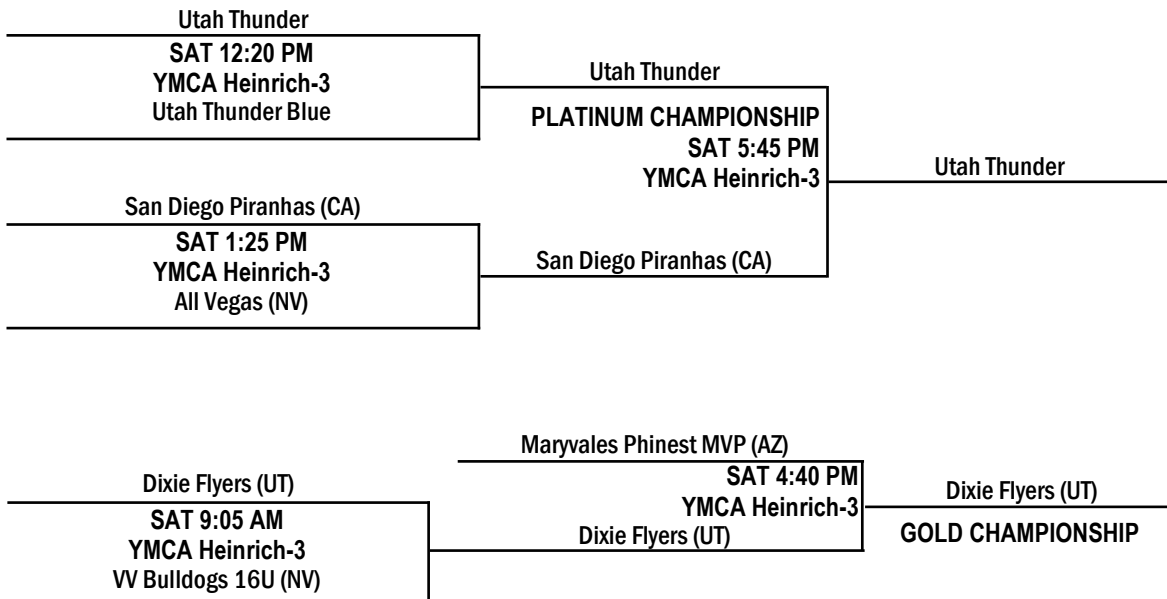 Utah Thunder
SAT 12:20 PM
YMCA Heinrich-3
Utah Thunder Blue
Utah Thunder
PLATINUM CHAMPIONSHIP
SAT 5:45 PM
YMCA Heinrich-3
Utah Thunder
San Diego Piranhas (CA)
SAT 1:25 PM
YMCA Heinrich-3
All Vegas (NV)
San Diego Piranhas (CA)
Maryvales Phinest MVP (AZ)
SAT 4:40 PM
YMCA Heinrich-3
Dixie Flyers (UT)
Dixie Flyers (UT)
GOLD CHAMPIONSHIP
Dixie Flyers (UT)
SAT 9:05 AM
YMCA Heinrich-3
VV Bulldogs 16U (NV)